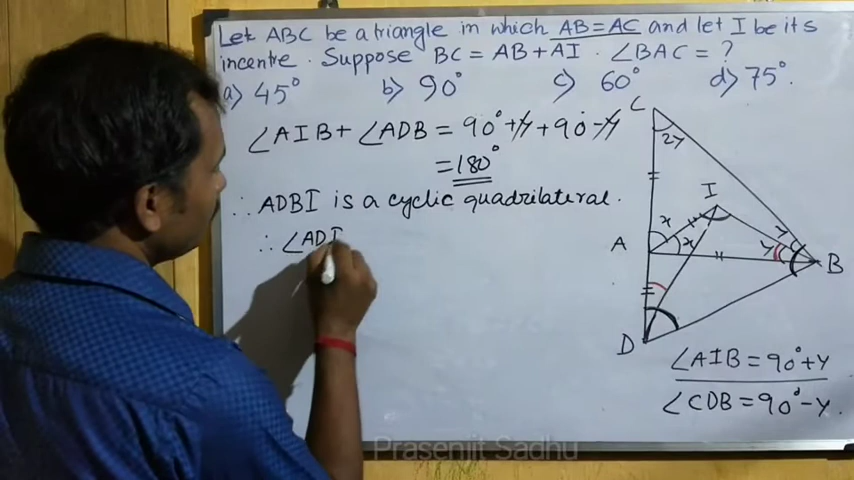 Let ABC be a triangle in which AB = AC and let I be its
incentre. Suppose BC = AB + AI. ∠BAC = ?
a) 45° b) 90° c) 60° d) 75°.
∠AIB + ∠ADB = 90° + y + 90° - y
= 180°
∴ ADBI is a cyclic quadrilateral.
∴ ∠ADI
C
2y
I
x
x
y
y
A
B
D
∠AIB = 90° + y
∠CDB = 90° - y.
Prasenjit Sadhu